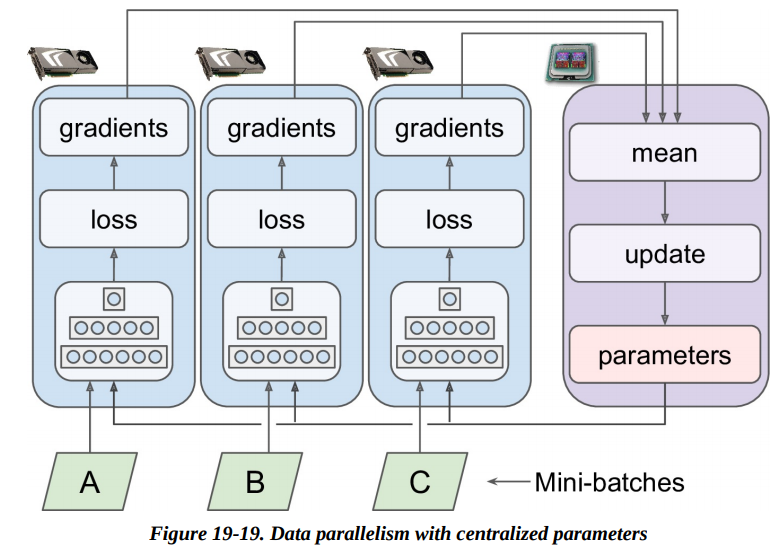 gradients
gradients
gradients
mean
loss
loss
loss
update
parameters
A
B
C
Mini-batches
Figure 19-19. Data parallelism with centralized parameters